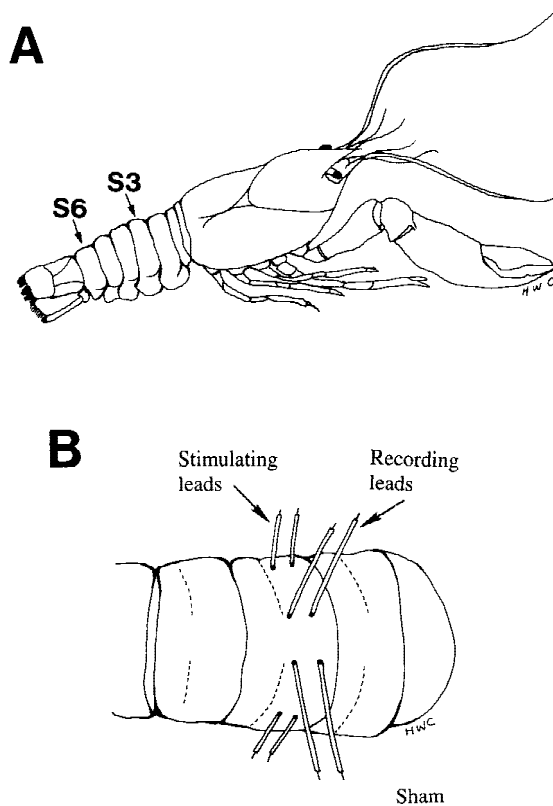 A
S3
S6
HWC
B
Stimulating
leads
Recording
leads
HWC
Sham